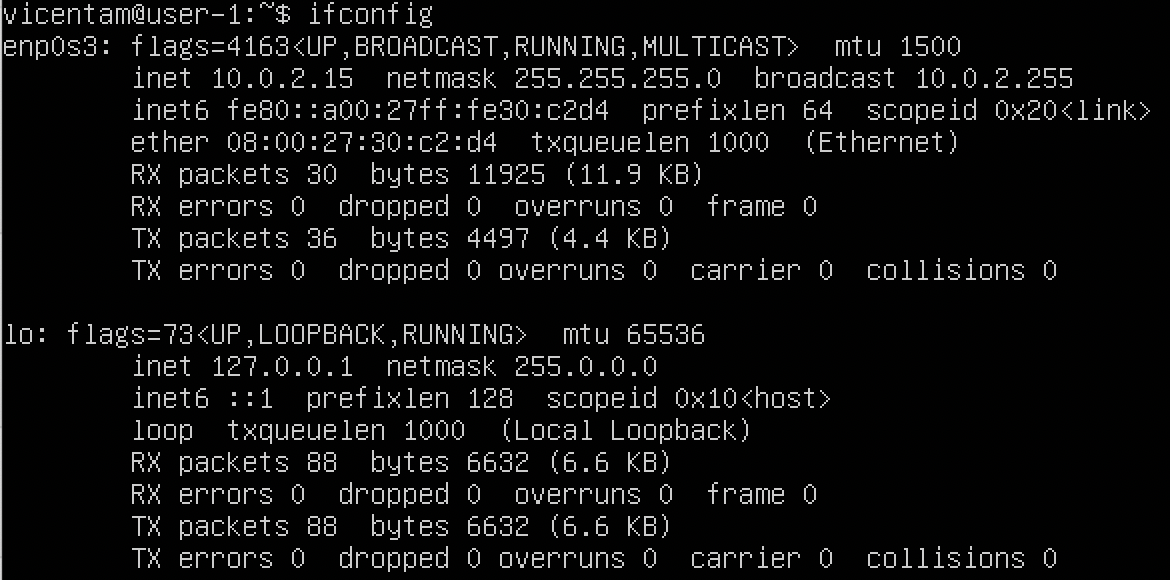 vicentam@user-1:~$ ifconfig
enp0s3: flags=4163<UP,BROADCAST,RUNNING,MULTICAST>  mtu 1500
        inet 10.0.2.15  netmask 255.255.255.0  broadcast 10.0.2.255
        inet6 fe80::a00:27ff:fe30:c2d4  prefixlen 64  scopeid 0x20<link>
        ether 08:00:27:30:c2:d4  txqueuelen 1000  (Ethernet)
        RX packets 30  bytes 11925 (11.9 KB)
        RX errors 0  dropped 0  overruns 0  frame 0
        TX packets 36  bytes 4497 (4.4 KB)
        TX errors 0  dropped 0 overruns 0  carrier 0  collisions 0

lo: flags=73<UP,LOOPBACK,RUNNING>  mtu 65536
        inet 127.0.0.1  netmask 255.0.0.0
        inet6 ::1  prefixlen 128  scopeid 0x10<host>
        loop  txqueuelen 1000  (Local Loopback)
        RX packets 88  bytes 6632 (6.6 KB)
        RX errors 0  dropped 0  overruns 0  frame 0
        TX packets 88  bytes 6632 (6.6 KB)
        TX errors 0  dropped 0 overruns 0  carrier 0  collisions 0